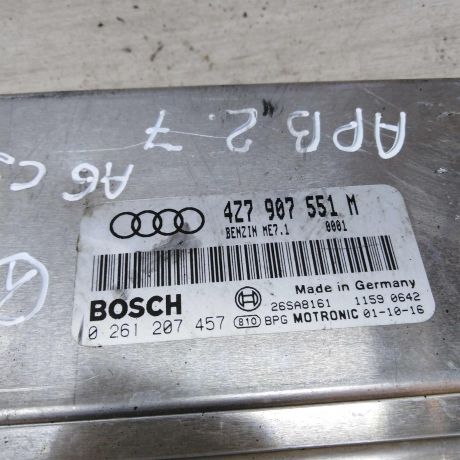 APB 2.7
A6 C5
4Z7 907 551 M
BENZIN ME7.1 0001
Made in Germany
BOSCH 26SA8161 1159 0642
0 261 207 457 810 BPG MOTRONIC 01-10-16